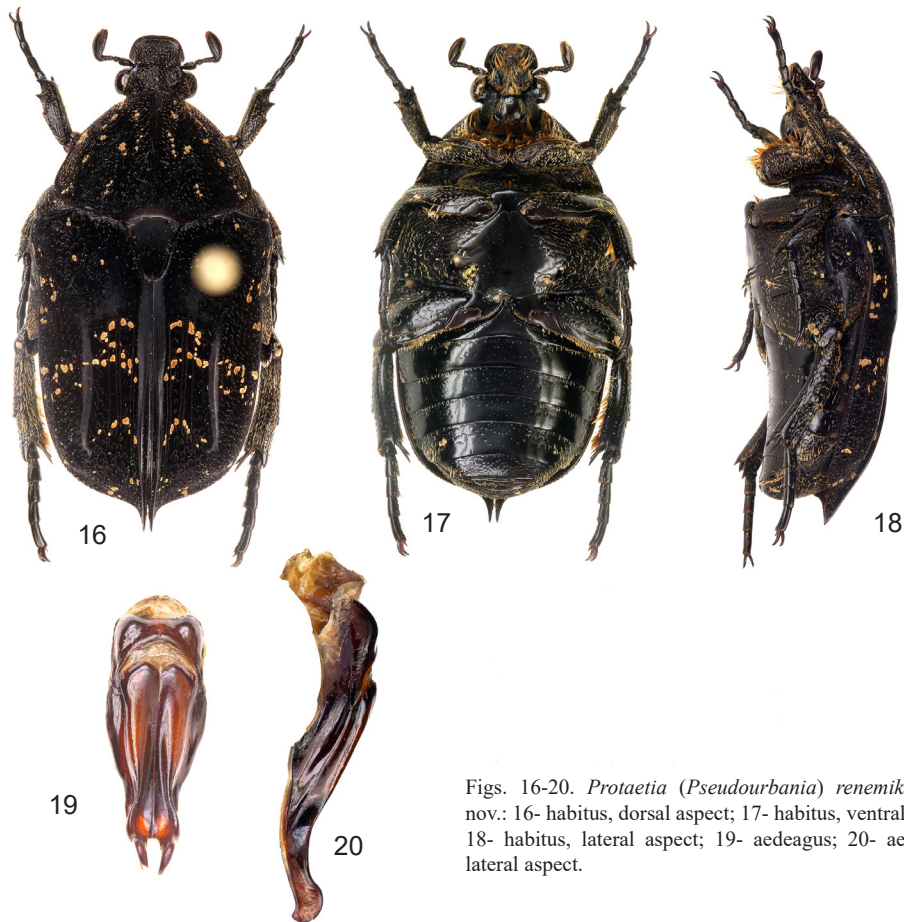 16
17
18
19
20
Figs. 16-20. Protaetia (Pseudourbania) renemik
nov.: 16- habitus, dorsal aspect; 17- habitus, ventral
18- habitus, lateral aspect; 19- aedeagus; 20- ae
lateral aspect.